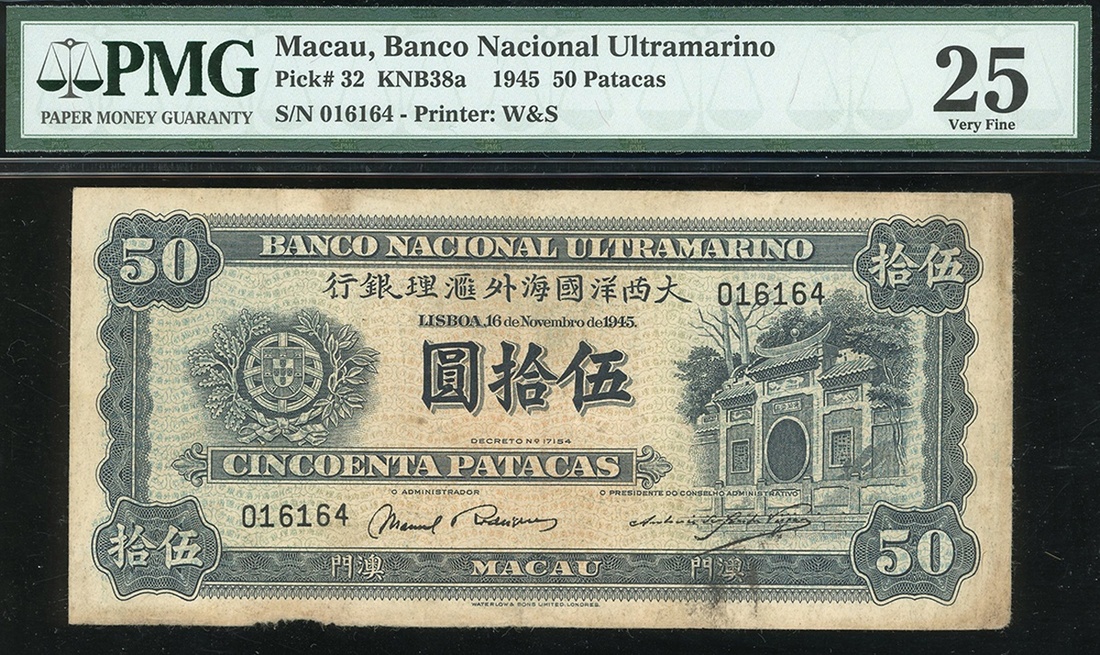 PMG
PAPER MONEY GUARANTY
Macau, Banco Nacional Ultramarino
Pick# 32 KNB38a 1945 50 Patacas
S/N 016164 - Printer: W&S
25
Very Fine
50
BANCO NACIONAL ULTRAMARINO
拾伍
行銀理滙外海國洋西大
016164
LISBOA, 16 de Novembro de 1945.
圓拾伍
DECRETO Nº 17154
CINCOENTA PATACAS
O ADMINISTRADOR
O PRESIDENTE DO CONSELHO ADMINISTRATIVO
016164
拾伍
門澳
MACAU
門澳
50
WATERLOW & SONS LIMITED, LONDRES.